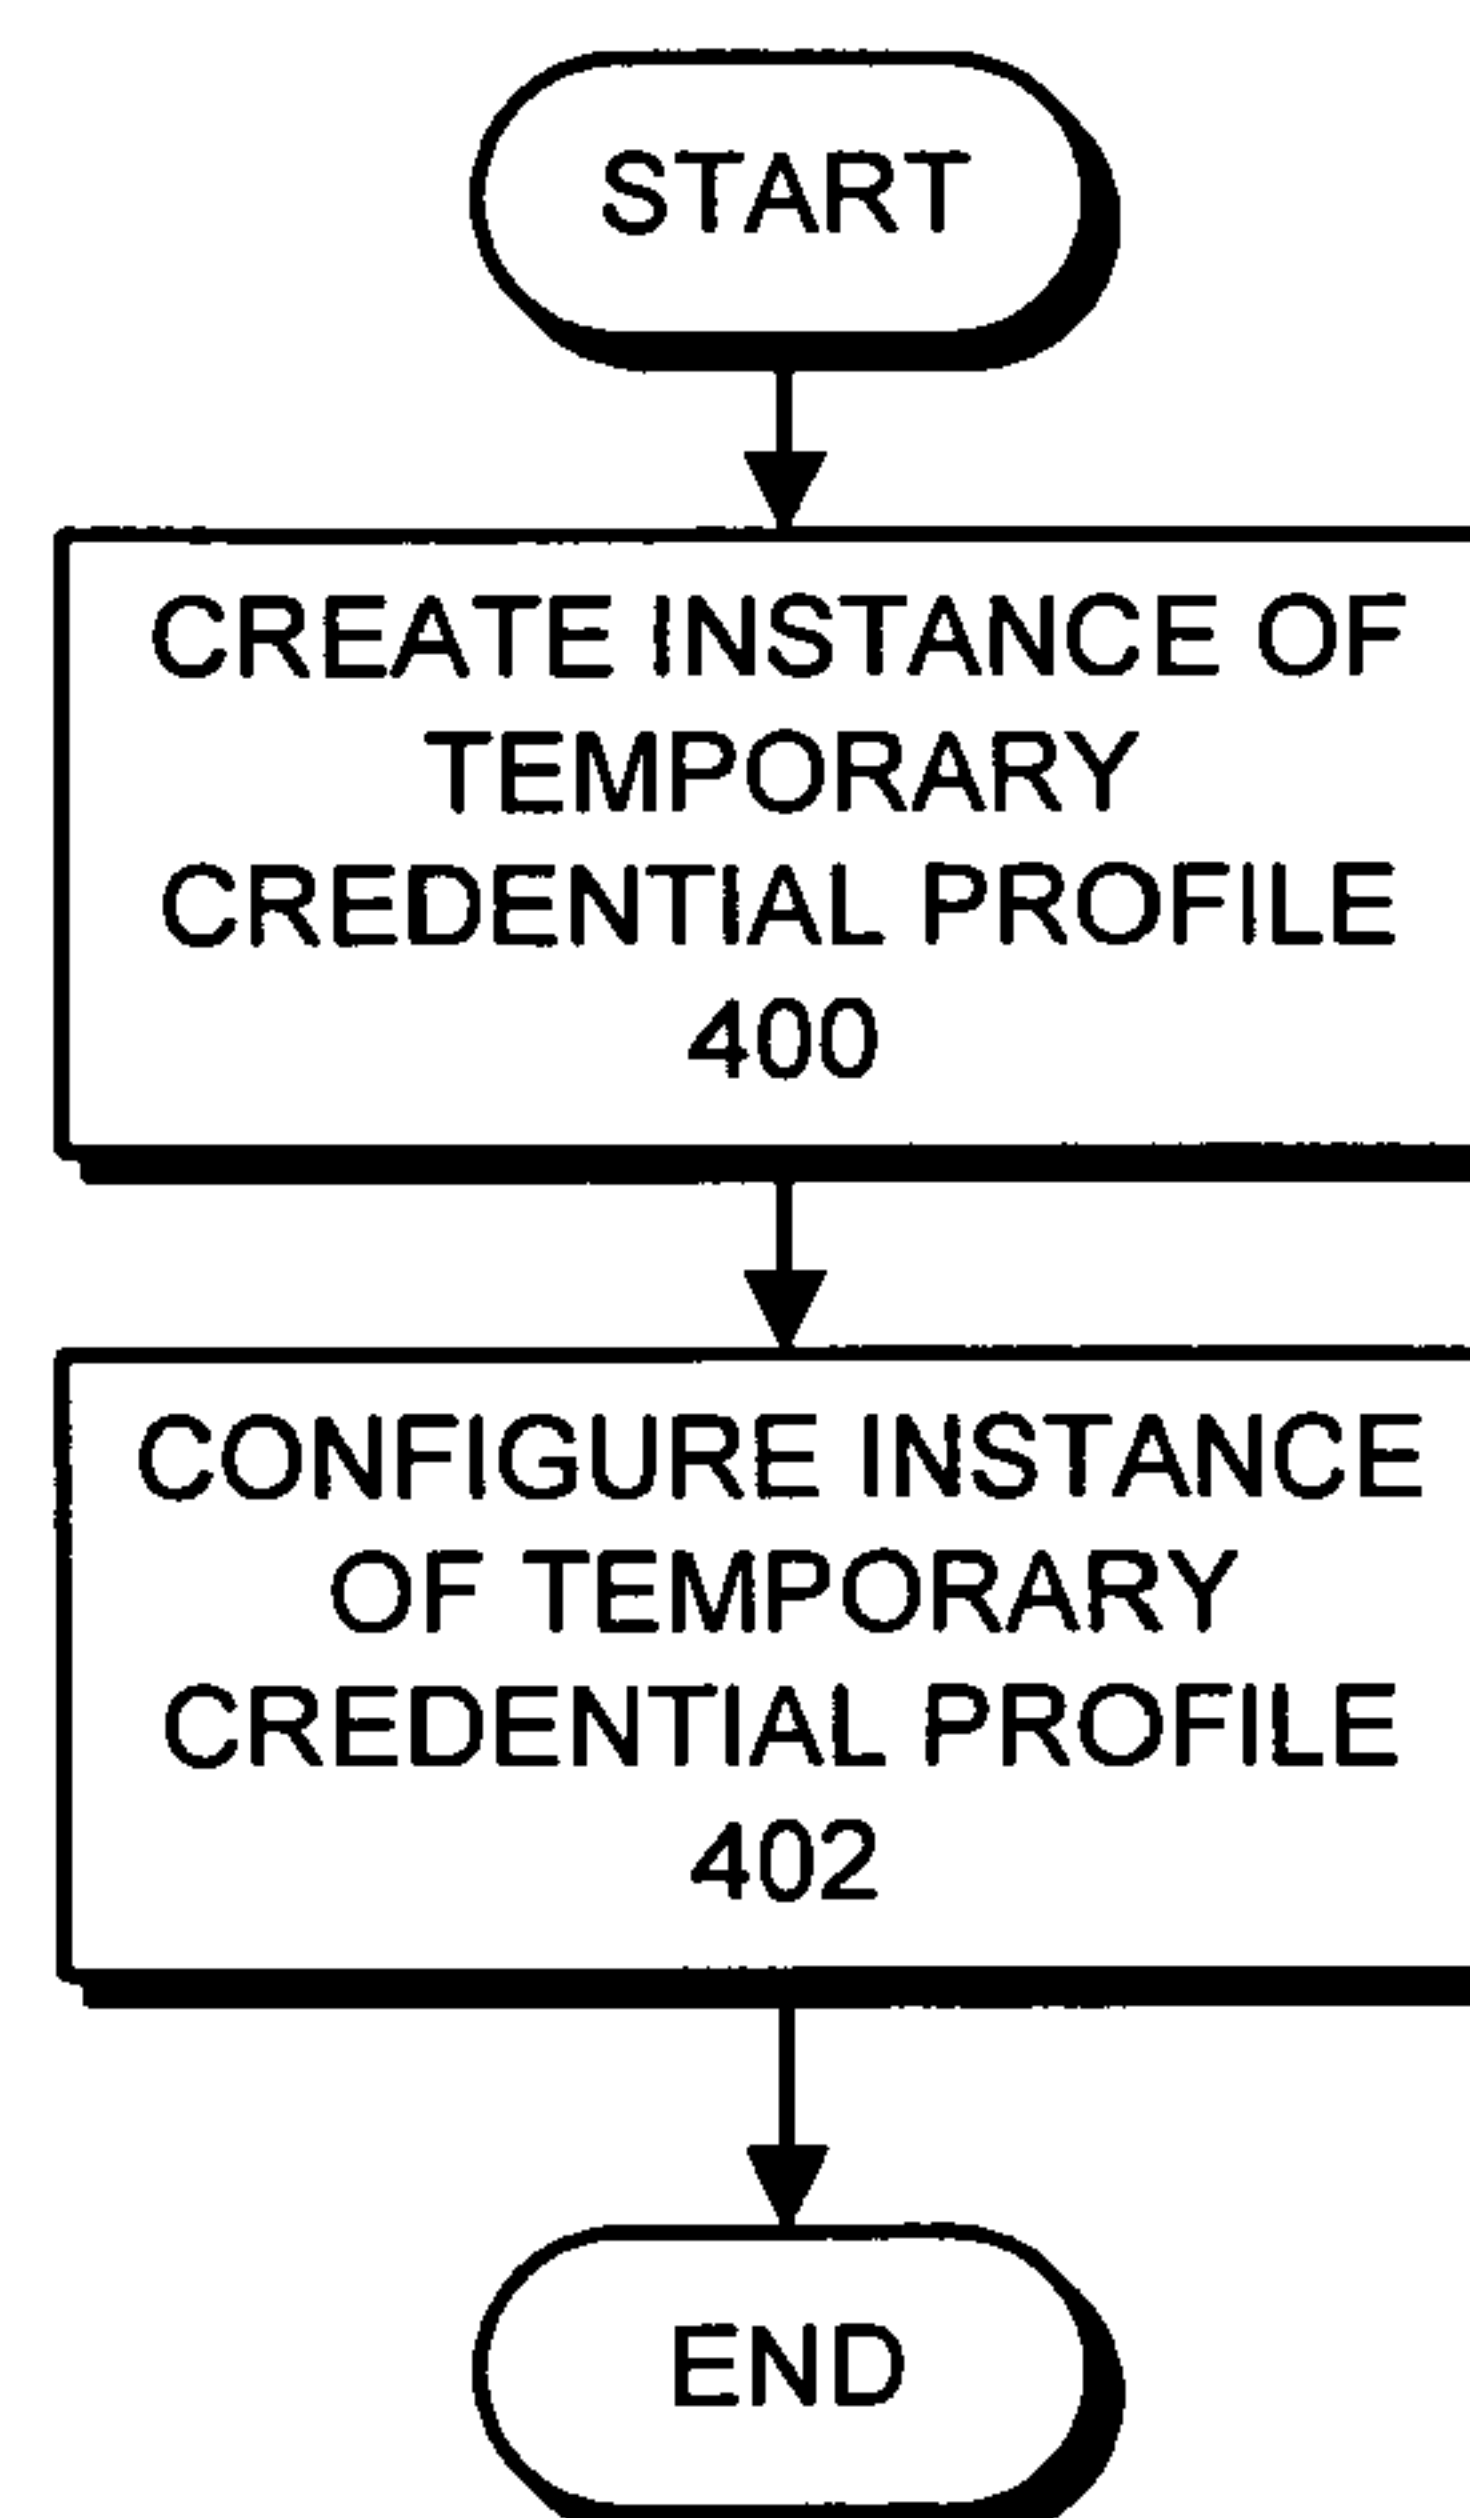 START
CREATE INSTANCE OF
TEMPORARY
CREDENTIAL PROFILE
400
CONFIGURE INSTANCE
OF TEMPORARY
CREDENTIAL PROFILE
402
END